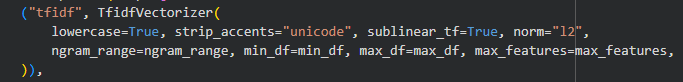 ("tfidf", TfidfVectorizer(
    lowercase=True, strip_accents="unicode", sublinear_tf=True, norm="l2",
    ngram_range=ngram_range, min_df=min_df, max_df=max_df, max_features=max_features,
)),